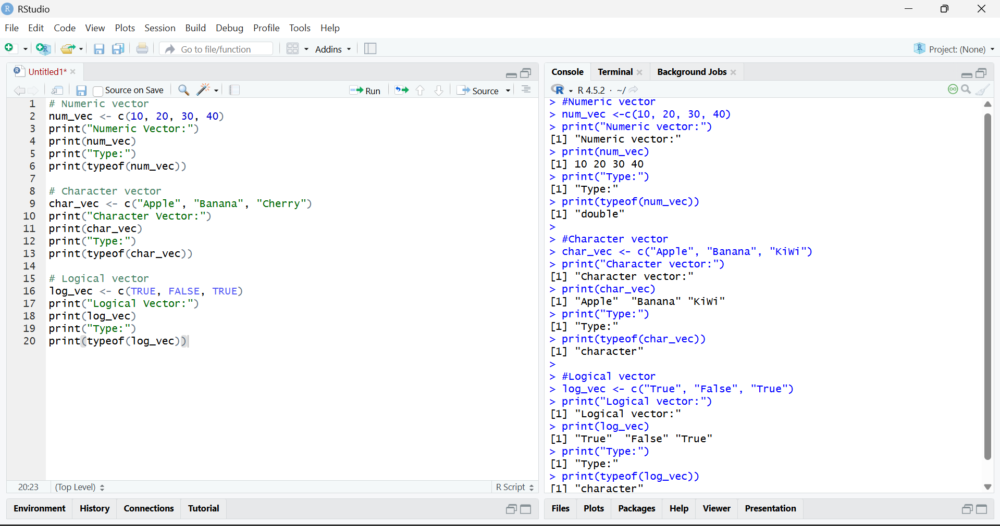 RStudio
File Edit Code View Plots Session Build Debug Profile Tools Help
Go to file/function Addins Project: (None)
Untitled1*
Source on Save Run Source
1 # Numeric vector
2 num_vec <- c(10, 20, 30, 40)
3 print("Numeric Vector:")
4 print(num_vec)
5 print("Type:")
6 print(typeof(num_vec))
7
8 # Character vector
9 char_vec <- c("Apple", "Banana", "Cherry")
10 print("Character Vector:")
11 print(char_vec)
12 print("Type:")
13 print(typeof(char_vec))
14
15 # Logical vector
16 log_vec <- c(TRUE, FALSE, TRUE)
17 print("Logical Vector:")
18 print(log_vec)
19 print("Type:")
20 print(typeof(log_vec))
20:23 (Top Level) R Script
Environment History Connections Tutorial
Console Terminal Background Jobs
R 4.5.2 · ~/
> #Numeric vector
> num_vec <-c(10, 20, 30, 40)
> print("Numeric vector:")
[1] "Numeric vector:"
> print(num_vec)
[1] 10 20 30 40
> print("Type:")
[1] "Type:"
> print(typeof(num_vec))
[1] "double"
>
> #Character vector
> char_vec <- c("Apple", "Banana", "KiWi")
> print("Character vector:")
[1] "Character vector:"
> print(char_vec)
[1] "Apple"  "Banana" "KiWi"
> print("Type:")
[1] "Type:"
> print(typeof(char_vec))
[1] "character"
>
> #Logical vector
> log_vec <- c("True", "False", "True")
> print("Logical vector:")
[1] "Logical vector:"
> print(log_vec)
[1] "True"  "False" "True"
> print("Type:")
[1] "Type:"
> print(typeof(log_vec))
[1] "character"
Files Plots Packages Help Viewer Presentation